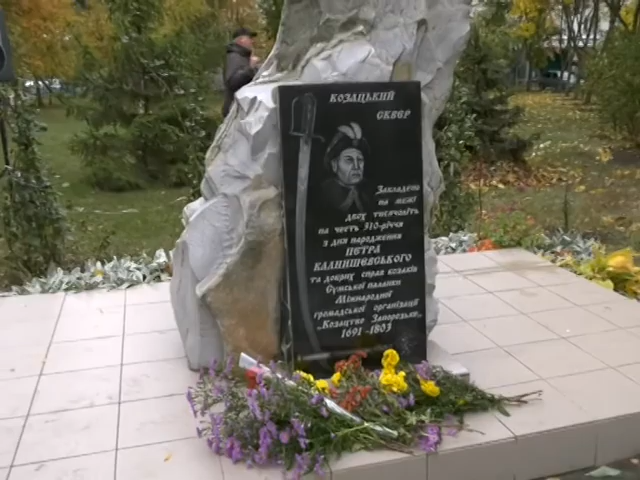 КОЗАЦЬКИЙ
СКВЕР
Закладено
на межі
двох тисячоліть
на честь 310-річчя
з дня народження
ПЕТРА
КАЛНИШЕВСЬКОГО
та добрих справ козаків
Сумської паланки
Міжнародної
громадської організації
„Козацтво Запорозьке"
1691-1803